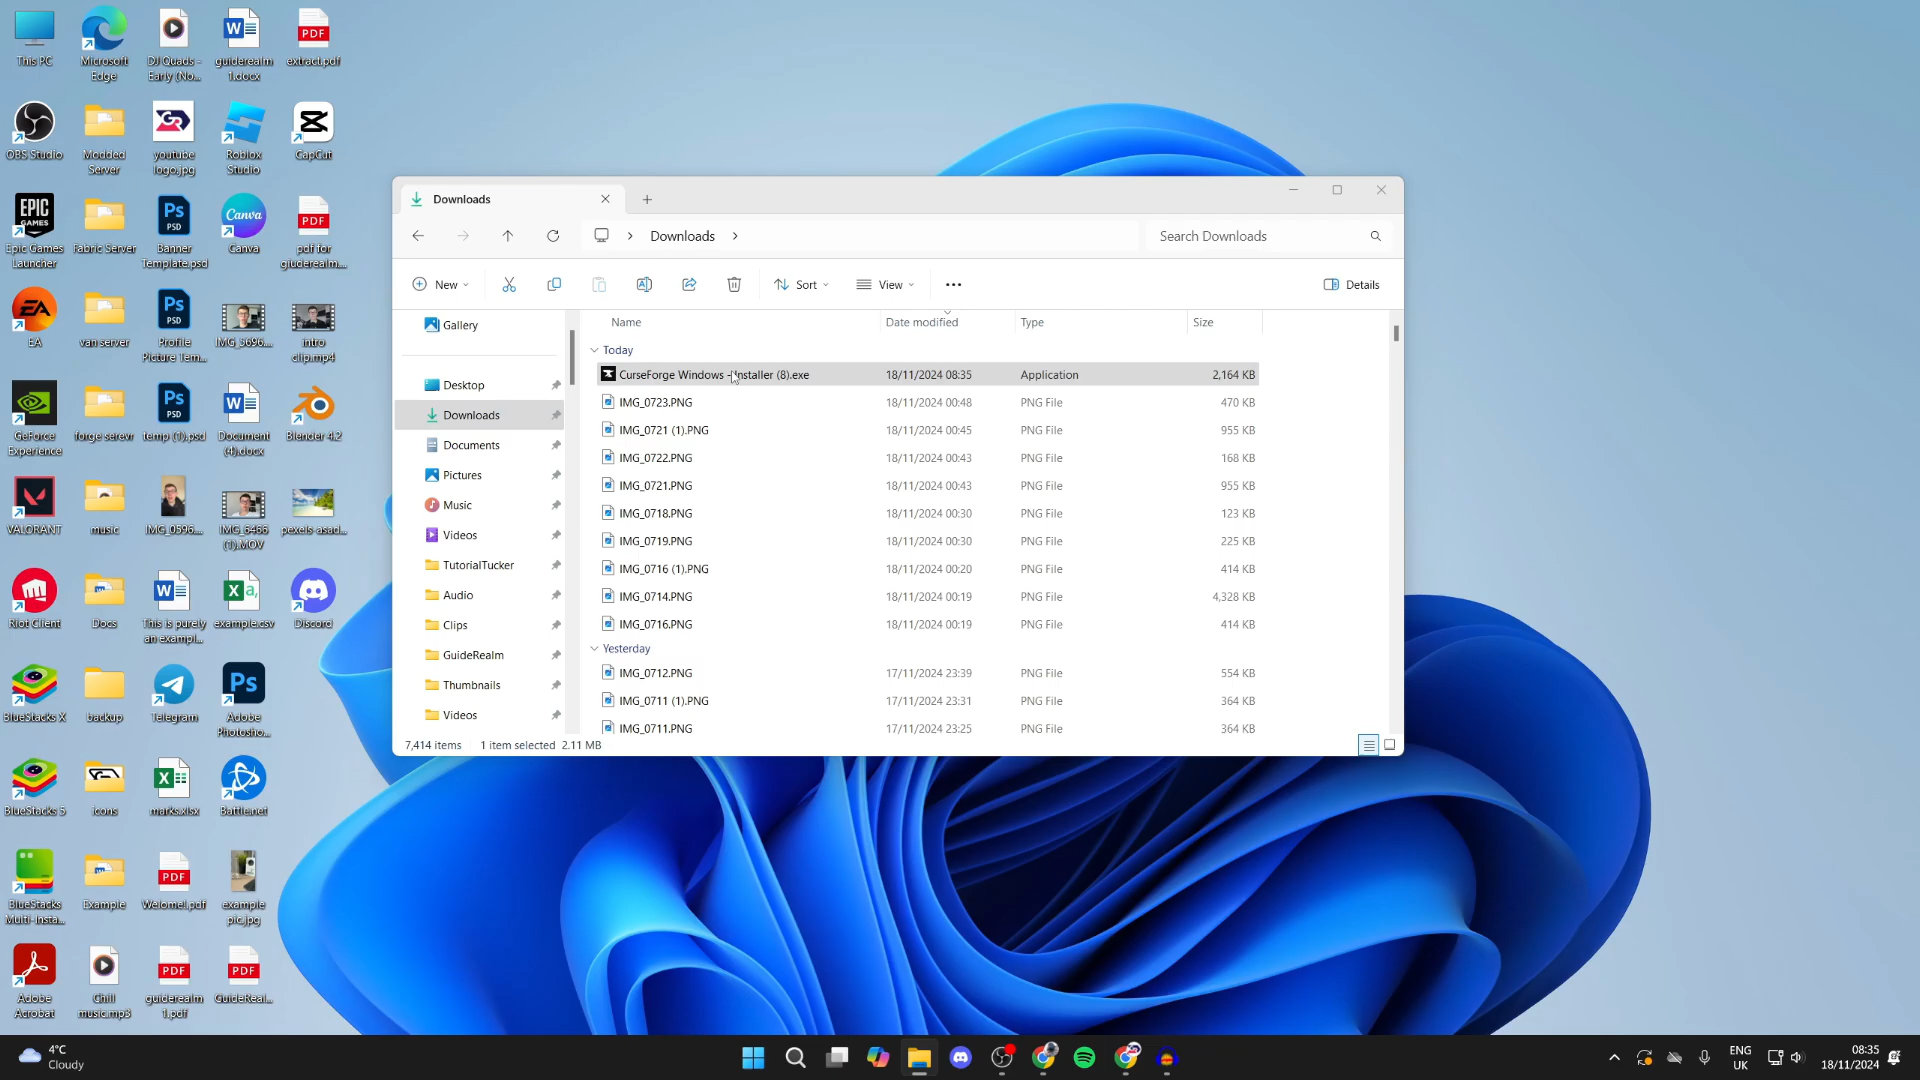 This PC
Microsoft
Edge
DJ Quads -
Early (No...
guiderealm
1.docx
extract.pdf
OBS Studio
Modded
Server
youtube
logo.jpg
Roblox
Studio
CapCut
Epic Games
Launcher
Fabric Server
Banner
Template.psd
Canva
pdf for
giuderealm...
EA
van server
Profile
Picture Tem...
IMG_5696....
intro
clip.mp4
GeForce
Experience
forge serevr
temp (1).psd
Document
(4).docx
Blender 4.2
VALORANT
music
IMG_0596....
IMG_6466
(1).MOV
pexels-asad...
Riot Client
Docs
This is purely
an exampl...
example.csv
Discord
BlueStacks X
backup
Telegram
Adobe
Photosho...
BlueStacks 5
icons
marks.xlsx
Battle.net
BlueStacks
Multi-Insta...
Example
Welome!.pdf
example
pic.jpg
Adobe
Acrobat
Chill
music.mp3
guiderealm
1.pdf
GuideReal...
Downloads
Downloads
Search Downloads
New
Sort
View
Details
Gallery
Desktop
Downloads
Documents
Pictures
Music
Videos
TutorialTucker
Audio
Clips
GuideRealm
Thumbnails
Videos
Name Date modified Type Size
Today
CurseForge Windows - Installer (8).exe 18/11/2024 08:35 Application 2,164 KB
IMG_0723.PNG 18/11/2024 00:48 PNG File 470 KB
IMG_0721 (1).PNG 18/11/2024 00:45 PNG File 955 KB
IMG_0722.PNG 18/11/2024 00:43 PNG File 168 KB
IMG_0721.PNG 18/11/2024 00:43 PNG File 955 KB
IMG_0718.PNG 18/11/2024 00:30 PNG File 123 KB
IMG_0719.PNG 18/11/2024 00:30 PNG File 225 KB
IMG_0716 (1).PNG 18/11/2024 00:20 PNG File 414 KB
IMG_0714.PNG 18/11/2024 00:19 PNG File 4,328 KB
IMG_0716.PNG 18/11/2024 00:19 PNG File 414 KB
Yesterday
IMG_0712.PNG 17/11/2024 23:39 PNG File 554 KB
IMG_0711 (1).PNG 17/11/2024 23:31 PNG File 364 KB
IMG_0711.PNG 17/11/2024 23:25 PNG File 364 KB
7,414 items 1 item selected 2.11 MB
4°C
Cloudy
ENG
UK
08:35
18/11/2024